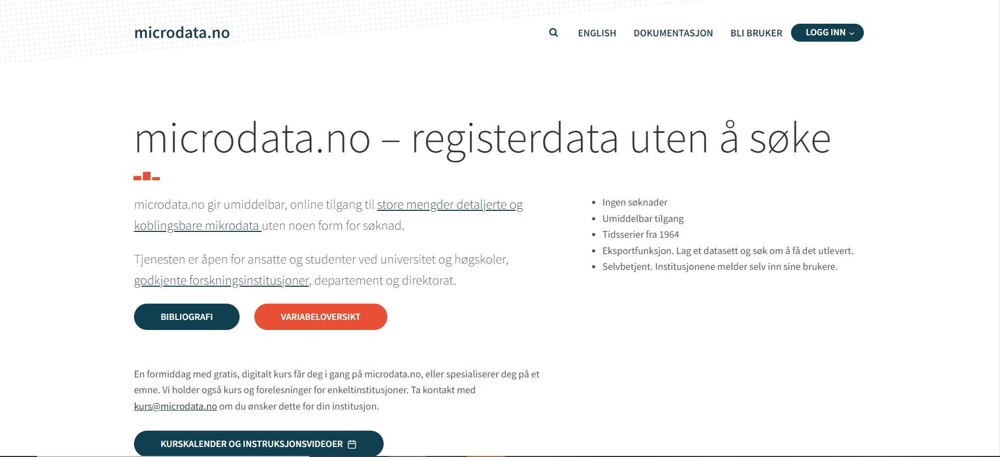 microdata.no
ENGLISH DOKUMENTASJON BLI BRUKER LOGG INN
microdata.no – registerdata uten å søke
microdata.no gir umiddelbar, online tilgang til store mengder detaljerte og
koblingsbare mikrodata uten noen form for søknad.
Tjenesten er åpen for ansatte og studenter ved universitet og høgskoler,
godkjente forskningsinstitusjoner, departement og direktorat.
BIBLIOGRAFI VARIABELOVERSIKT
• Ingen søknader
• Umiddelbar tilgang
• Tidsserier fra 1964
• Eksportfunksjon. Lag et datasett og søk om å få det utlevert.
• Selvbetjent. Institusjonene melder selv inn sine brukere.
En formiddag med gratis, digitalt kurs får deg i gang på microdata.no, eller spesialiserer deg på et
emne. Vi holder også kurs og forelesninger for enkeltinstitusjoner. Ta kontakt med
kurs@microdata.no om du ønsker dette for din institusjon.
KURSKALENDER OG INSTRUKSJONSVIDEOER